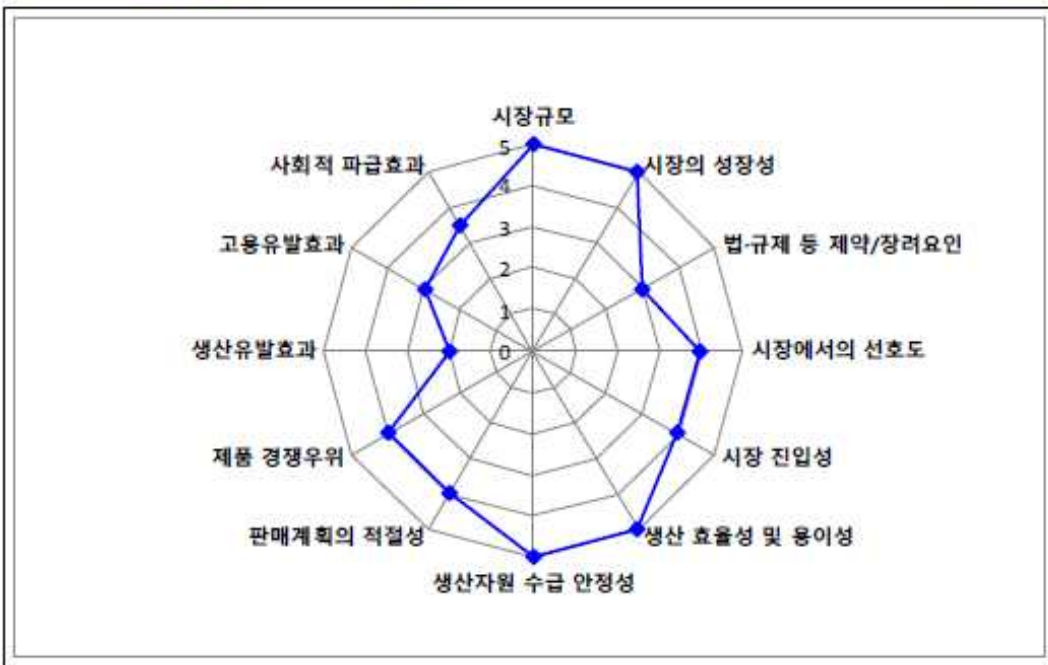 시장규모
5
사회적 파급효과
시장의 성장성
4
고용유발효과
3
법·규제 등 제약/장려요인
2
1
생산유발효과
0
시장에서의 선호도
제품 경쟁우위
시장 진입성
판매계획의 적절성
생산 효율성 및 용이성
생산자원 수급 안정성